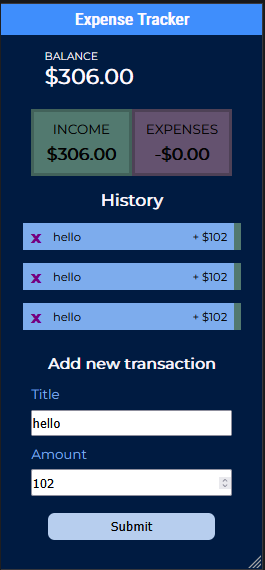 Expense Tracker
BALANCE
$306.00
INCOME EXPENSES
$306.00 -$0.00
History
x hello + $102
x hello + $102
x hello + $102
Add new transaction
Title
hello
Amount
102
Submit